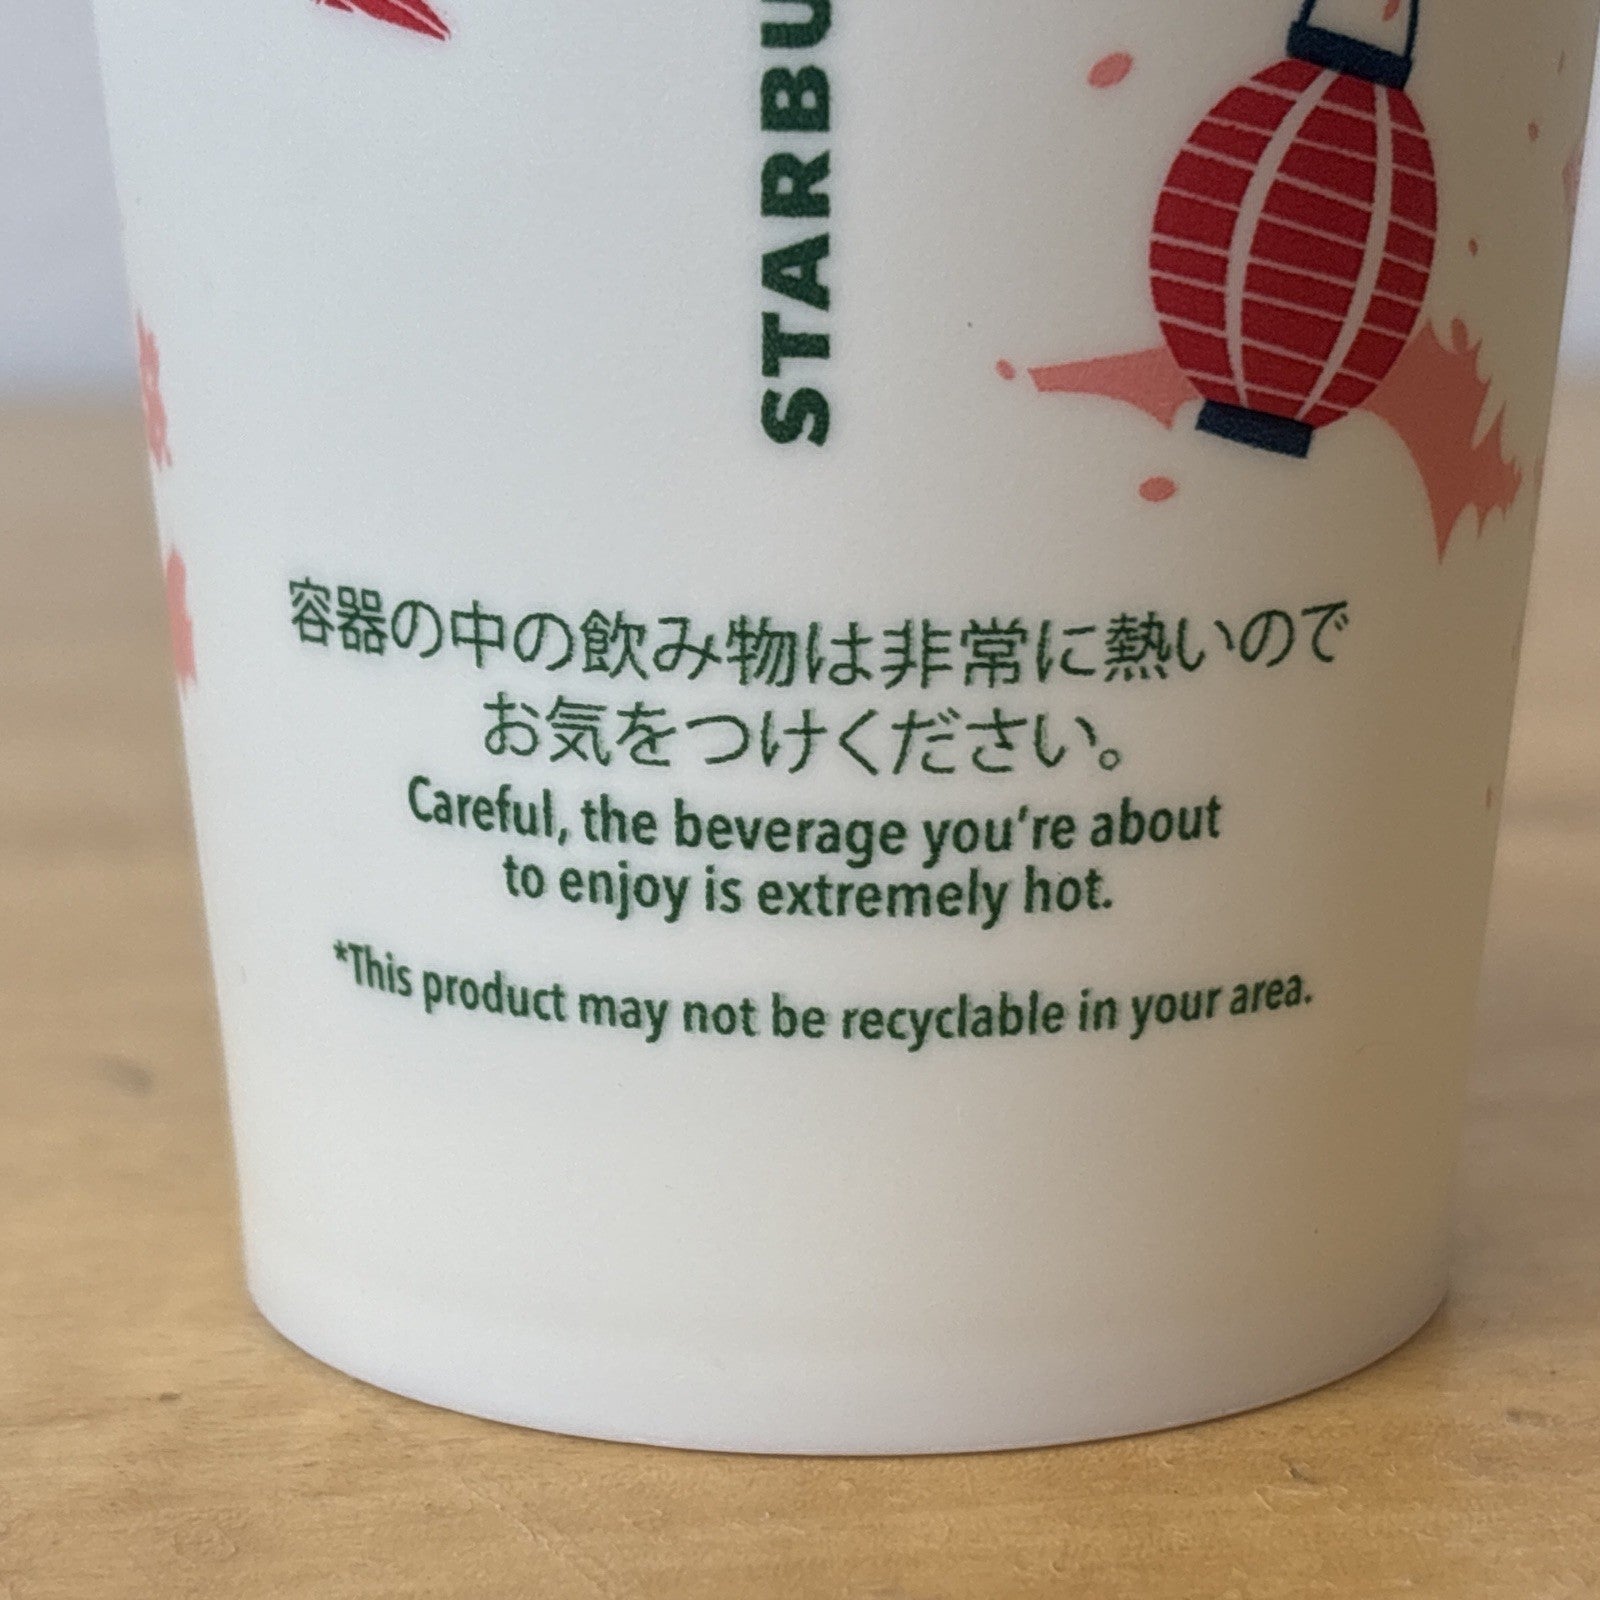 STARBU
容器の中の飲み物は非常に熱いので
お気をつけください。
Careful, the beverage you're about
to enjoy is extremely hot.
*This product may not be recyclable in your area.